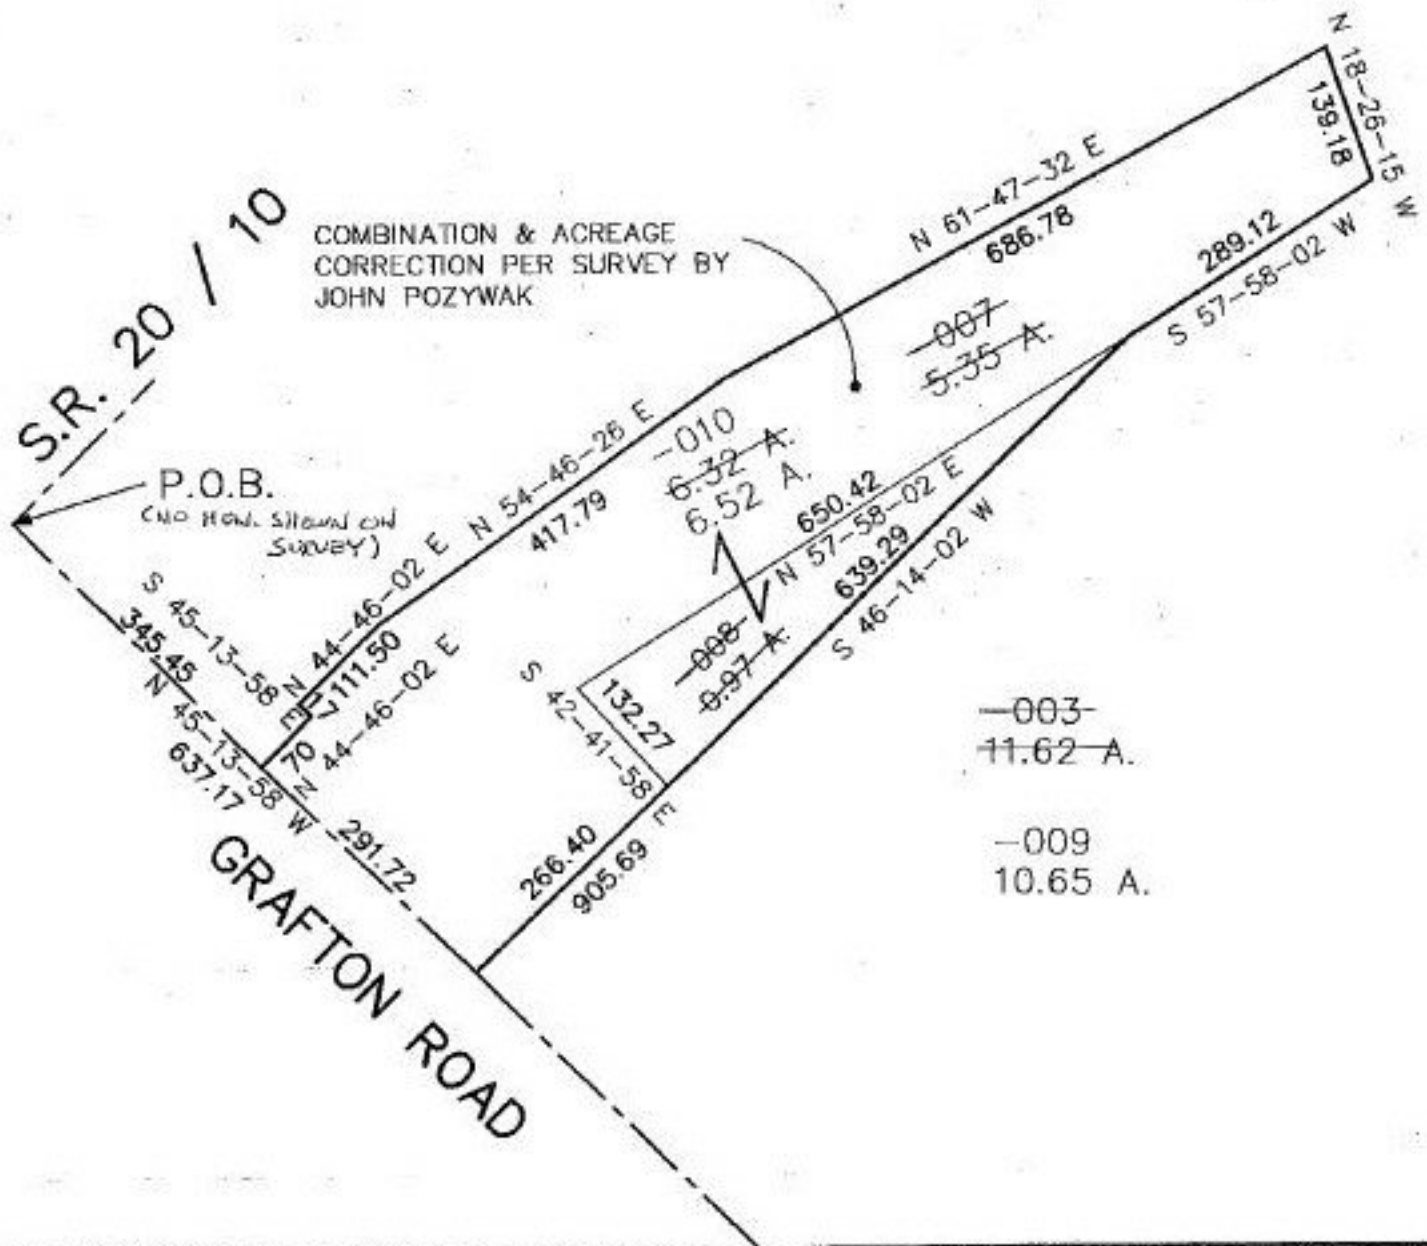 N 18-26-15 W
139.18
N 61-47-32 E
686.78
289.12
S 57-58-02 W
S.R. 20 / 10
COMBINATION & ACREAGE
CORRECTION PER SURVEY BY
JOHN POZYWAK
-007
5.35 A.
-010
6.32 A.
6.52 A.
N 54-46-26 E
417.79
650.42
N 57-58-02 E
639.29
S 46-14-02 W
P.O.B.
(NO MON. SHOWN ON
SURVEY)
S 45-13-58 E
345.45
N 44-46-02 E
111.50
17
70
N 44-46-02 E
N 45-13-58 W
637.17
-008-
0.97 A.
S 42-41-58 E
132.27
-003-
11.62 A.
-009
10.65 A.
291.72
266.40
905.69
GRAFTON ROAD